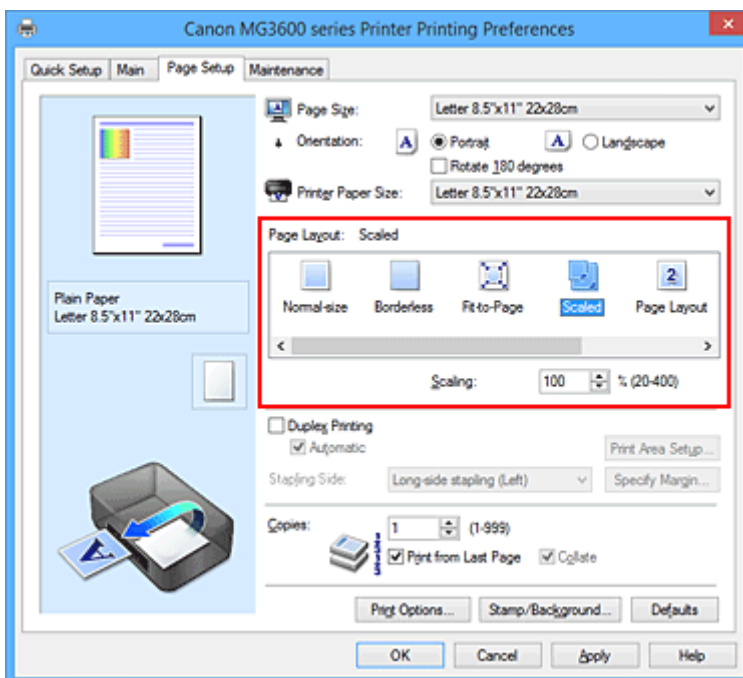 Canon MG3600 series Printer Printing Preferences
×
Quick Setup Main Page Setup Maintenance
Page Size: Letter 8.5"x11" 22x28cm
Orientation: A Portrait A Landscape
Rotate 180 degrees
Printer Paper Size: Letter 8.5"x11" 22x28cm
Plain Paper
Letter 8.5"x11" 22x28cm
Page Layout: Scaled
2
Normal-size Borderless Fit-to-Page Scaled Page Layout
< >
Scaling: 100 % (20-400)
Duplex Printing
Automatic Print Area Setup...
Stapling Side: Long-side stapling (Left) Specify Margin...
A
Copies: 1 (1-999)
Print from Last Page Collate
Print Options... Stamp/Background... Defaults
OK Cancel Apply Help